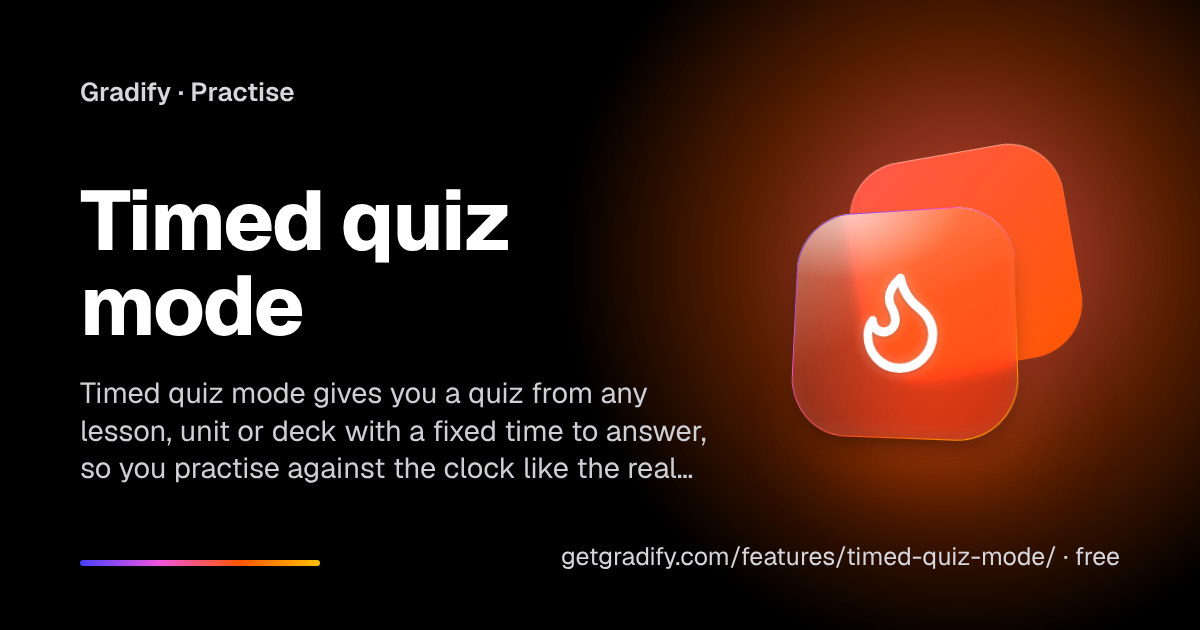 Gradify · Practise
Timed quiz
mode
Timed quiz mode gives you a quiz from any
lesson, unit or deck with a fixed time to answer,
so you practise against the clock like the real…
getgradify.com/features/timed-quiz-mode/ · free